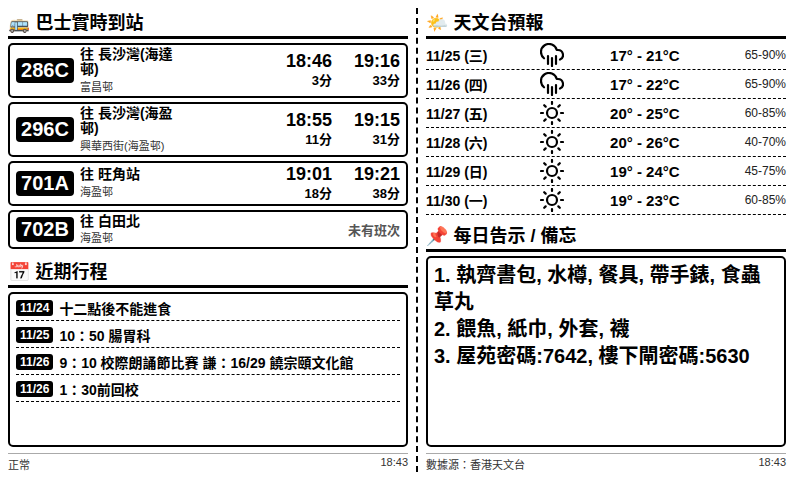 巴士實時到站
286C 往 長沙灣(海達邨) 18:46 19:16
富昌邨 3分 33分
296C 往 長沙灣(海盈邨) 18:55 19:15
興華西街(海盈邨) 11分 31分
701A 往 旺角站 19:01 19:21
海盈邨 18分 38分
702B 往 白田北 未有班次
海盈邨
近期行程
11/24 十二點後不能進食
11/25 10：50 腸胃科
11/26 9：10 校際朗誦節比賽 謙：16/29 饒宗頤文化館
11/26 1：30前回校
正常 18:43
天文台預報
11/25 (三) 17° - 21°C 65-90%
11/26 (四) 17° - 22°C 65-90%
11/27 (五) 20° - 25°C 60-85%
11/28 (六) 20° - 26°C 40-70%
11/29 (日) 19° - 24°C 45-75%
11/30 (一) 19° - 23°C 60-85%
每日告示 / 備忘
1. 執齊書包, 水樽, 餐具, 帶手錶, 食蟲
草丸
2. 餵魚, 紙巾, 外套, 襪
3. 屋苑密碼:7642, 樓下閘密碼:5630
數據源：香港天文台 18:43